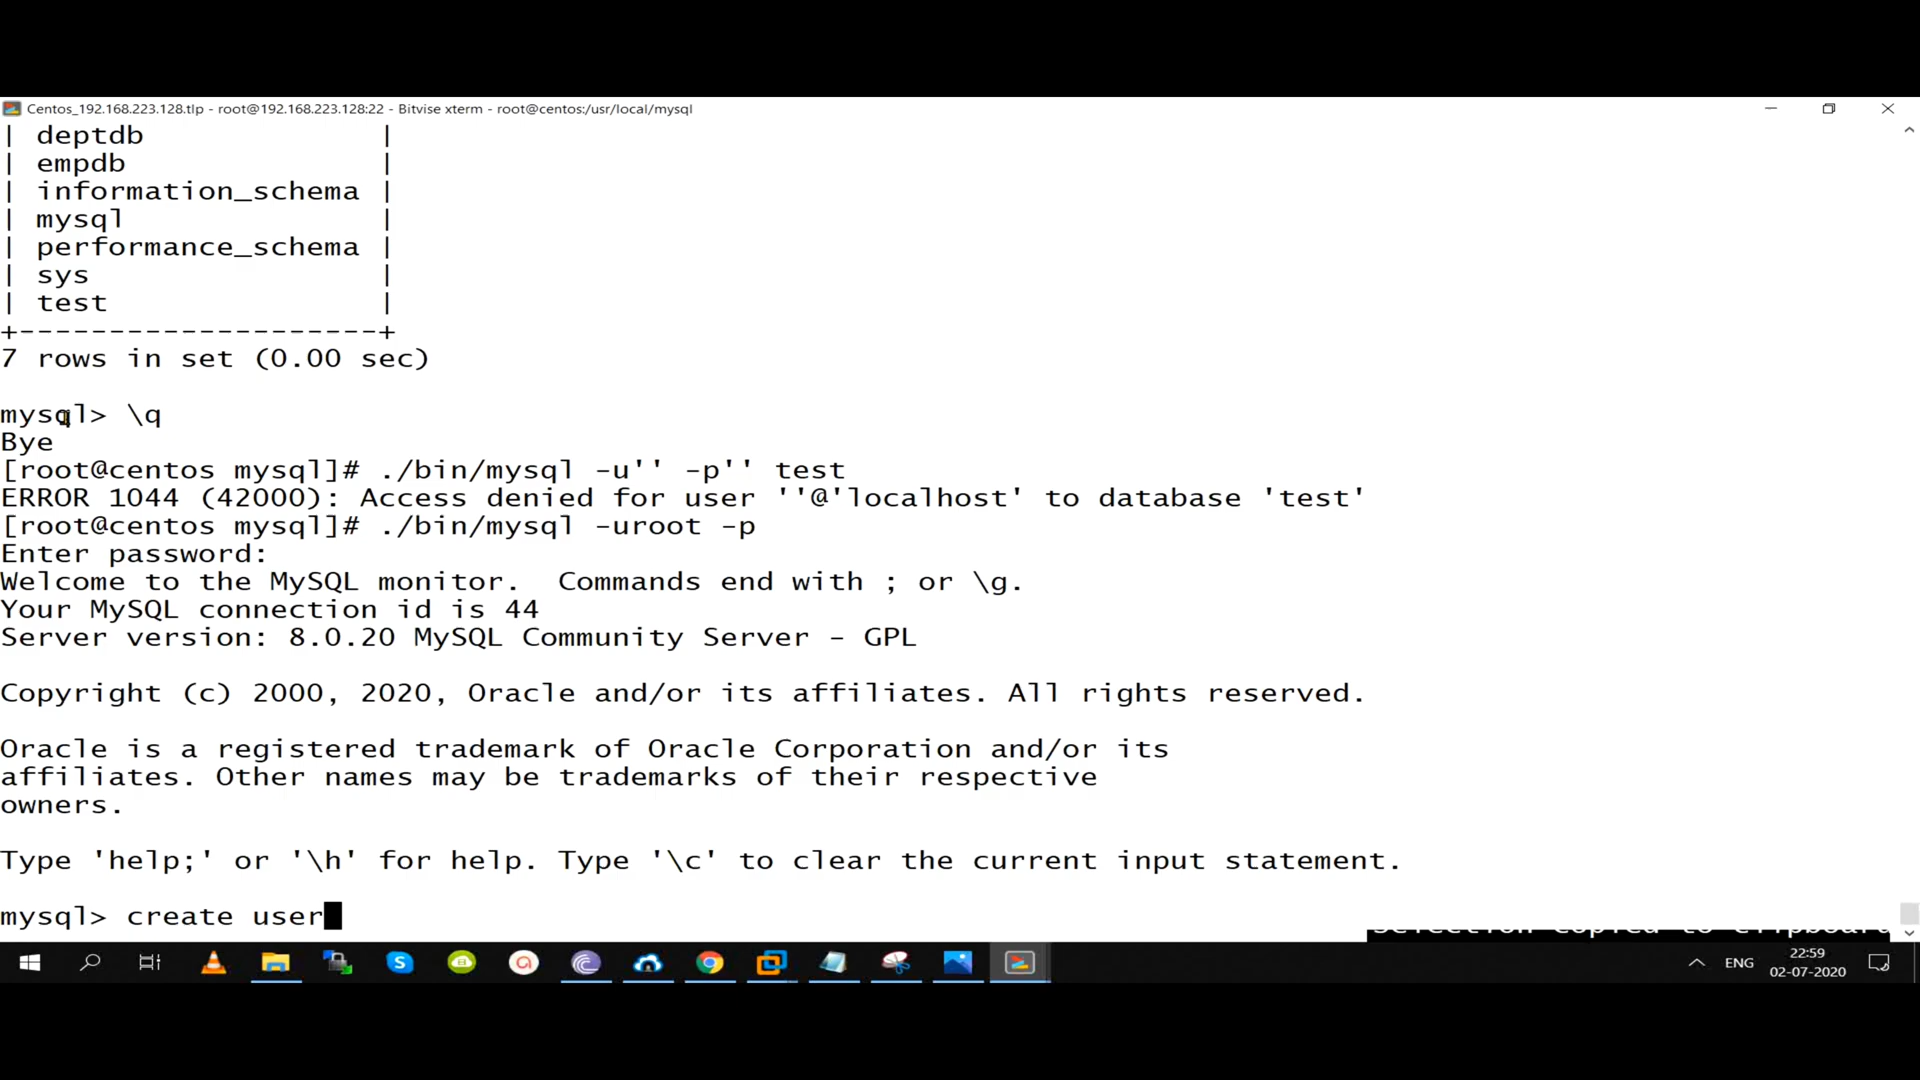 Centos_192.168.223.128.tlp - root@192.168.223.128:22 - Bitvise xterm - root@centos:/usr/local/mysql
| deptdb |
| empdb |
| information_schema |
| mysql |
| performance_schema |
| sys |
| test |
+--------------------+
7 rows in set (0.00 sec)
mysql> \q
Bye
[root@centos mysql]# ./bin/mysql -u'' -p'' test
ERROR 1044 (42000): Access denied for user ''@'localhost' to database 'test'
[root@centos mysql]# ./bin/mysql -uroot -p
Enter password:
Welcome to the MySQL monitor.  Commands end with ; or \g.
Your MySQL connection id is 44
Server version: 8.0.20 MySQL Community Server - GPL
Copyright (c) 2000, 2020, Oracle and/or its affiliates. All rights reserved.
Oracle is a registered trademark of Oracle Corporation and/or its
affiliates. Other names may be trademarks of their respective
owners.
Type 'help;' or '\h' for help. Type '\c' to clear the current input statement.
mysql> create user
Selection copied to clipboard
ENG
22:59
02-07-2020